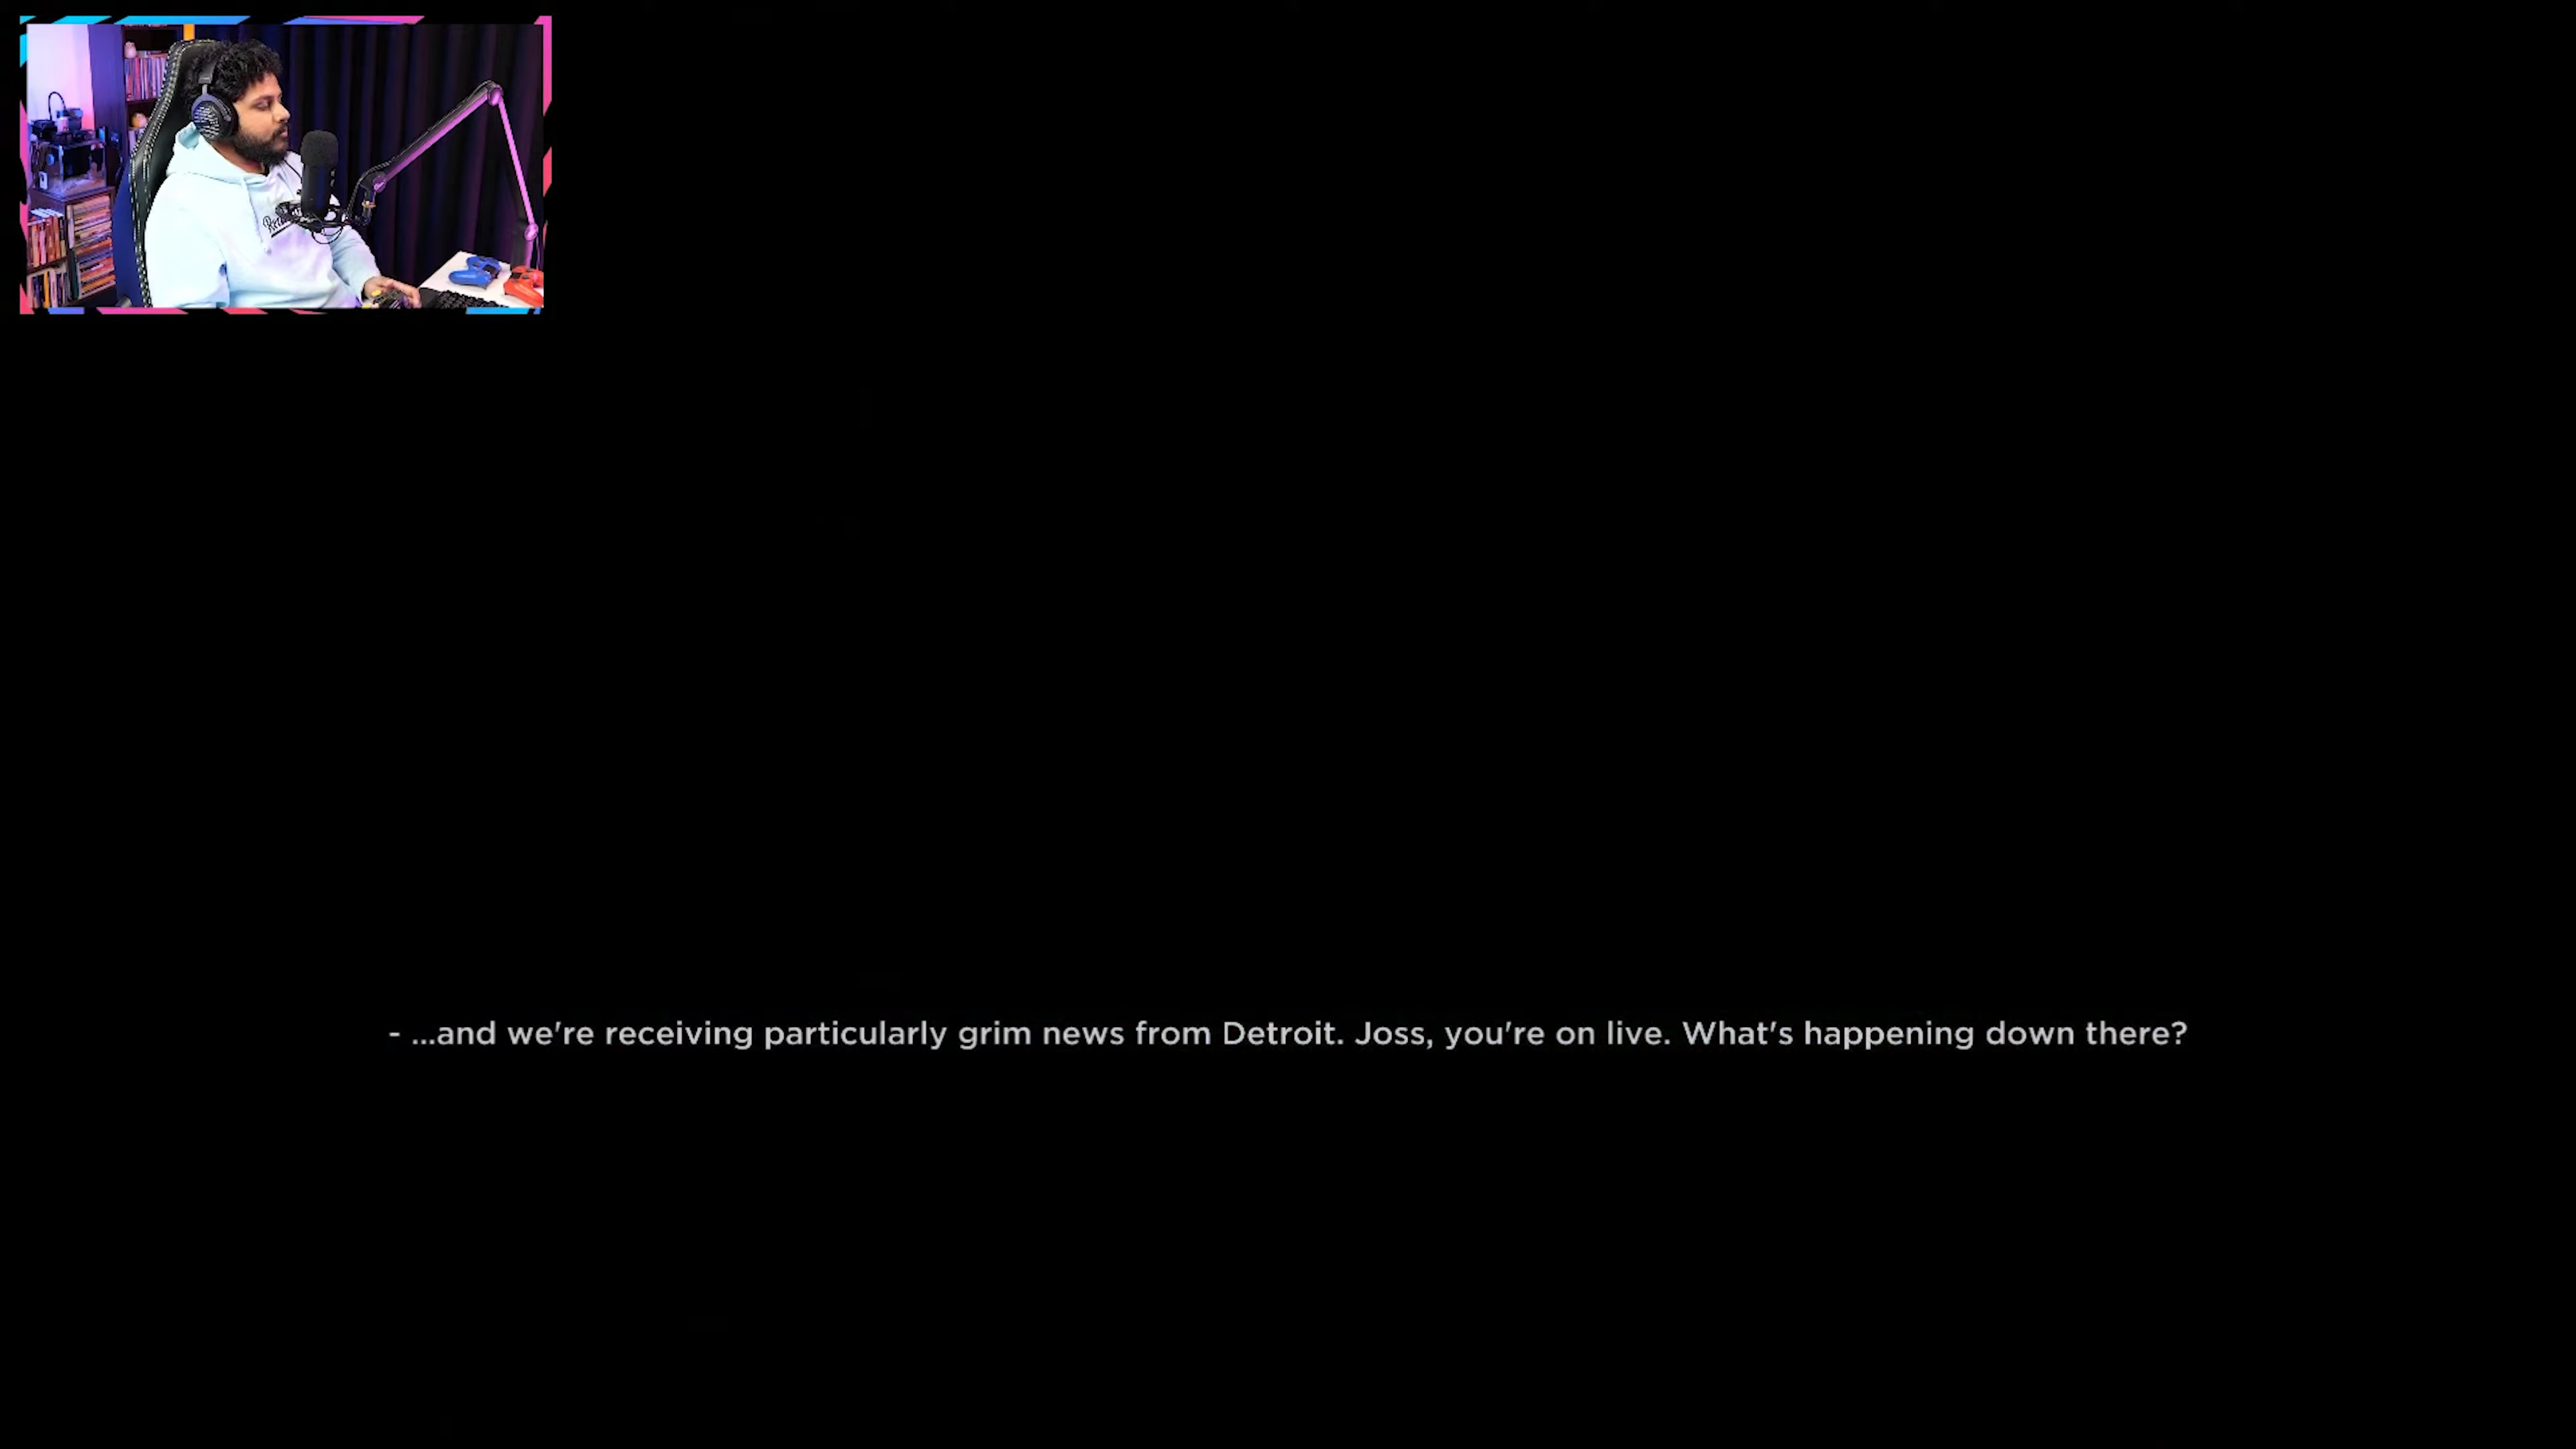 - ...and we're receiving particularly grim news from Detroit. Joss, you're on live. What's happening down there?